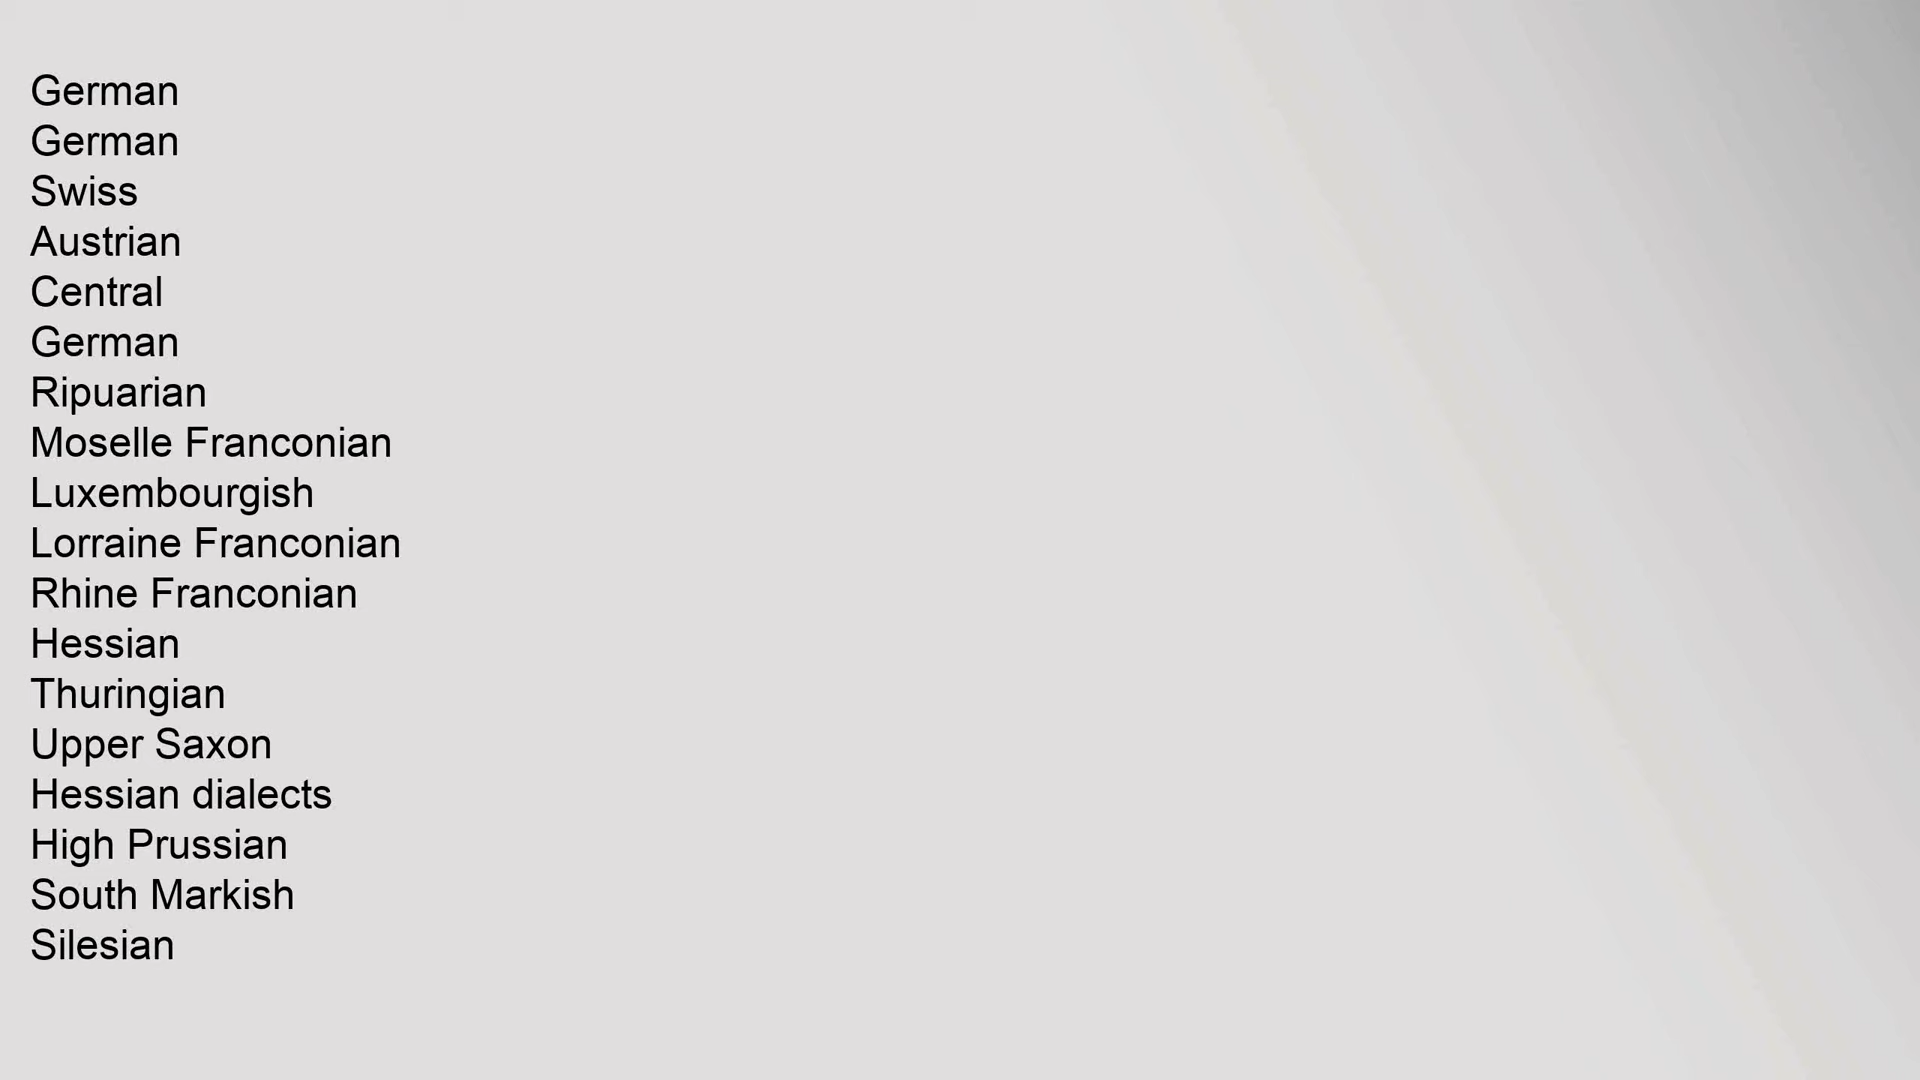 German
German
Swiss
Austrian
Central
German
Ripuarian
Moselle Franconian
Luxembourgish
Lorraine Franconian
Rhine Franconian
Hessian
Thuringian
Upper Saxon
Hessian dialects
High Prussian
South Markish
Silesian